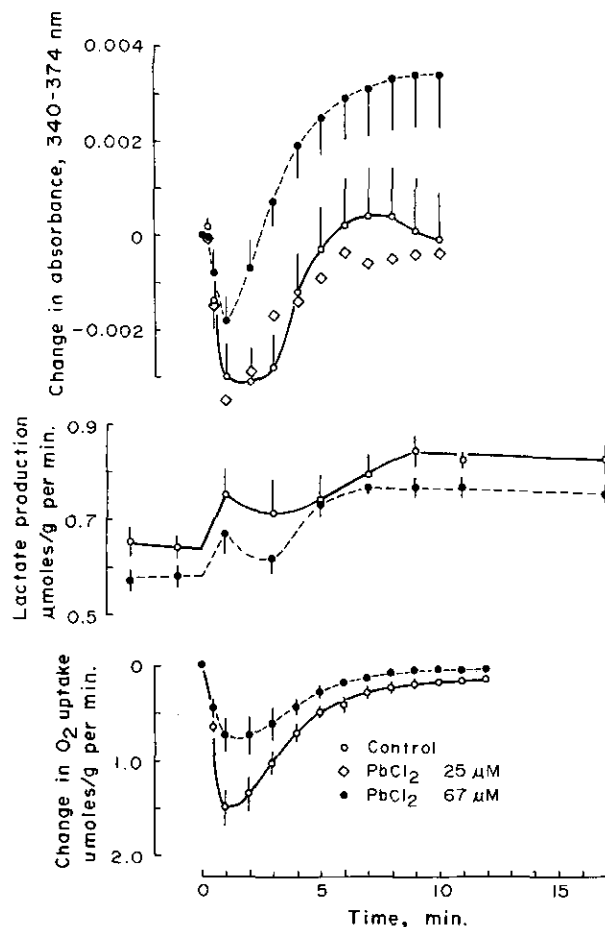 Change in absorbance, 340-374 nm
0.004
0.002
0
-0.002
Lactate production
μmoles/g per min.
0.9
0.7
0.5
Change in O2 uptake
umoles/g per min.
0
1.0
2.0
Control
PbCl2 25 μM
PbCl2 67 μM
0 5 10 15
Time, min.